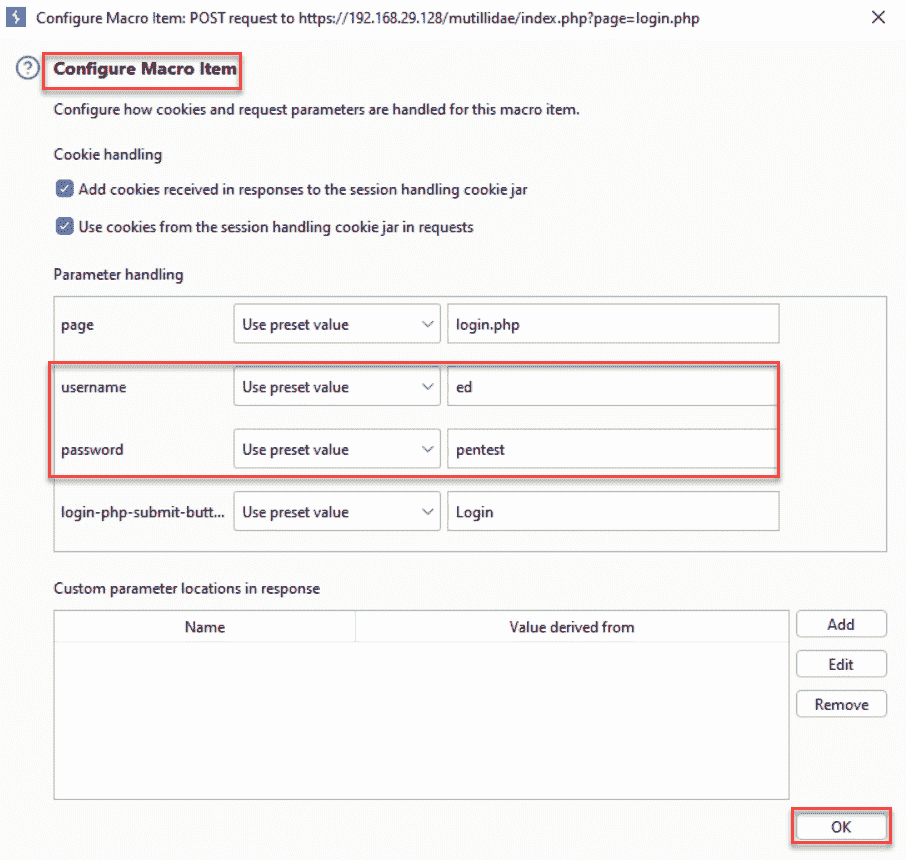 Configure Macro Item: POST request to https://192.168.29.128/mutillidae/index.php?page=login.php
? Configure Macro Item
Configure how cookies and request parameters are handled for this macro item.
Cookie handling
Add cookies received in responses to the session handling cookie jar
Use cookies from the session handling cookie jar in requests
Parameter handling
page Use preset value login.php
username Use preset value ed
password Use preset value pentest
login-php-submit-butt... Use preset value Login
Custom parameter locations in response
Name Value derived from
Add
Edit
Remove
OK